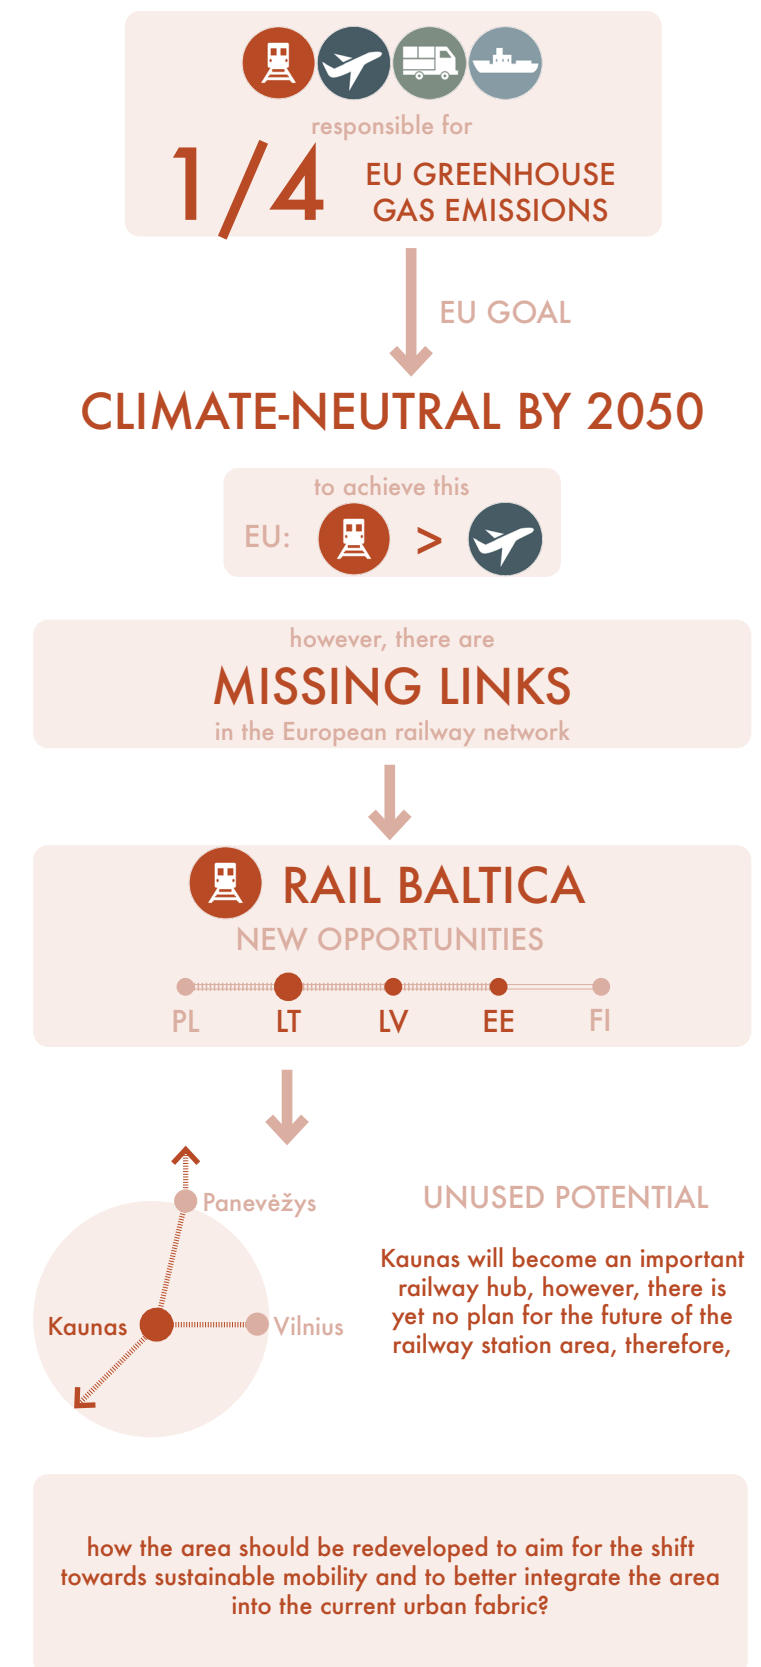 responsible for
1/4
EU GREENHOUSE
GAS EMISSIONS
EU GOAL
CLIMATE-NEUTRAL BY 2050
to achieve this
EU:
>
however, there are
MISSING LINKS
in the European railway network
RAIL BALTICA
NEW OPPORTUNITIES
PL LT LV EE FI
Panevėžys
Kaunas
Vilnius
UNUSED POTENTIAL
Kaunas will become an important
railway hub, however, there is
yet no plan for the future of the
railway station area, therefore,
how the area should be redeveloped to aim for the shift
towards sustainable mobility and to better integrate the area
into the current urban fabric?